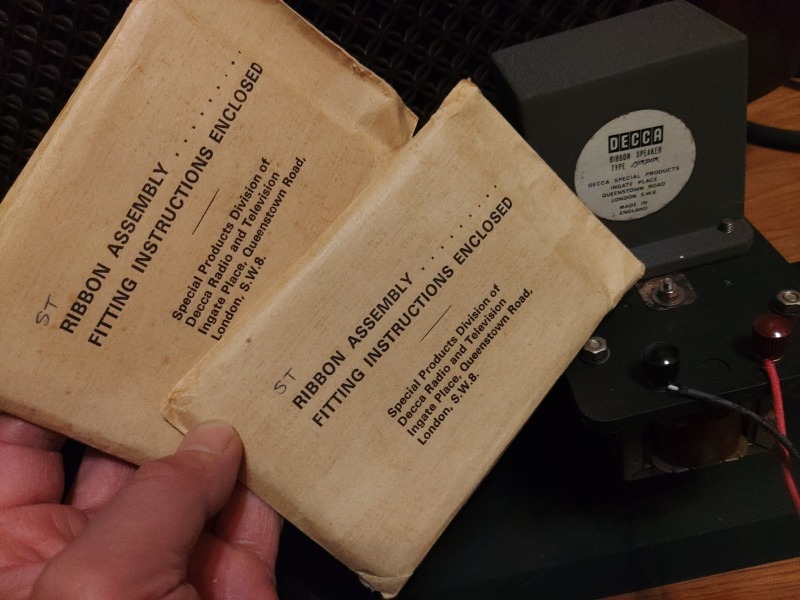 ST
RIBBON ASSEMBLY . . . . . . . .
FITTING INSTRUCTIONS ENCLOSED
Special Products Division of
Decca Radio and Television
Ingate Place, Queenstown Road,
London, S.W.8.
ST
RIBBON ASSEMBLY . . . . . . . . .
FITTING INSTRUCTIONS ENCLOSED
Special Products Division of
Decca Radio and Television
Ingate Place, Queenstown Road,
London, S.W.8.
DECCA
RIBBON SPEAKER
TYPE LONDON
DECCA SPECIAL PRODUCTS
INGATE PLACE
QUEENSTOWN ROAD
LONDON S.W.8
MADE IN
ENGLAND